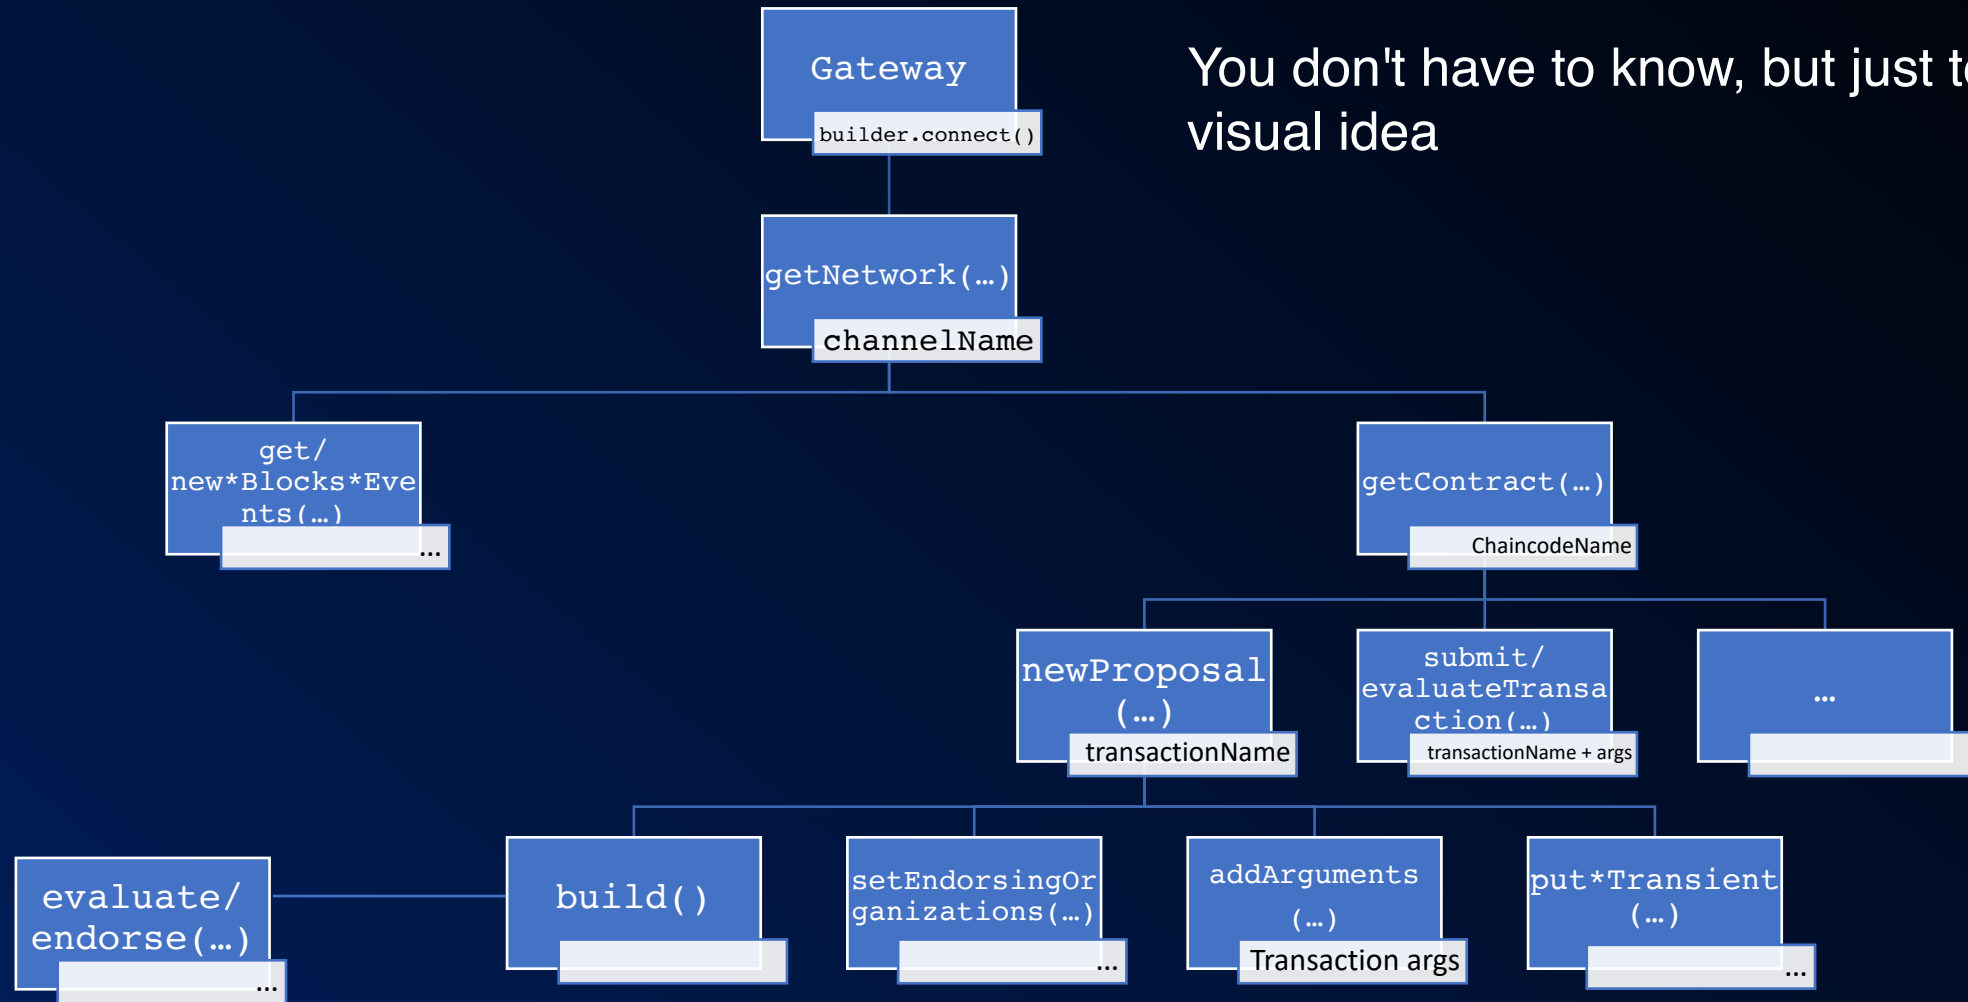 Gateway
builder.connect()
You don't have to know, but just
visual idea
getNetwork(…)
channelName
get/
new*Blocks*Eve
nts(…)
...
getContract(…)
ChaincodeName
newProposal
(…)
transactionName
submit/
evaluateTransa
ction(…)
transactionName + args
…
evaluate/
endorse(…)
...
build()
setEndorsingOr
ganizations(…)
...
addArguments
(…)
Transaction args
put*Transient
(…)
...